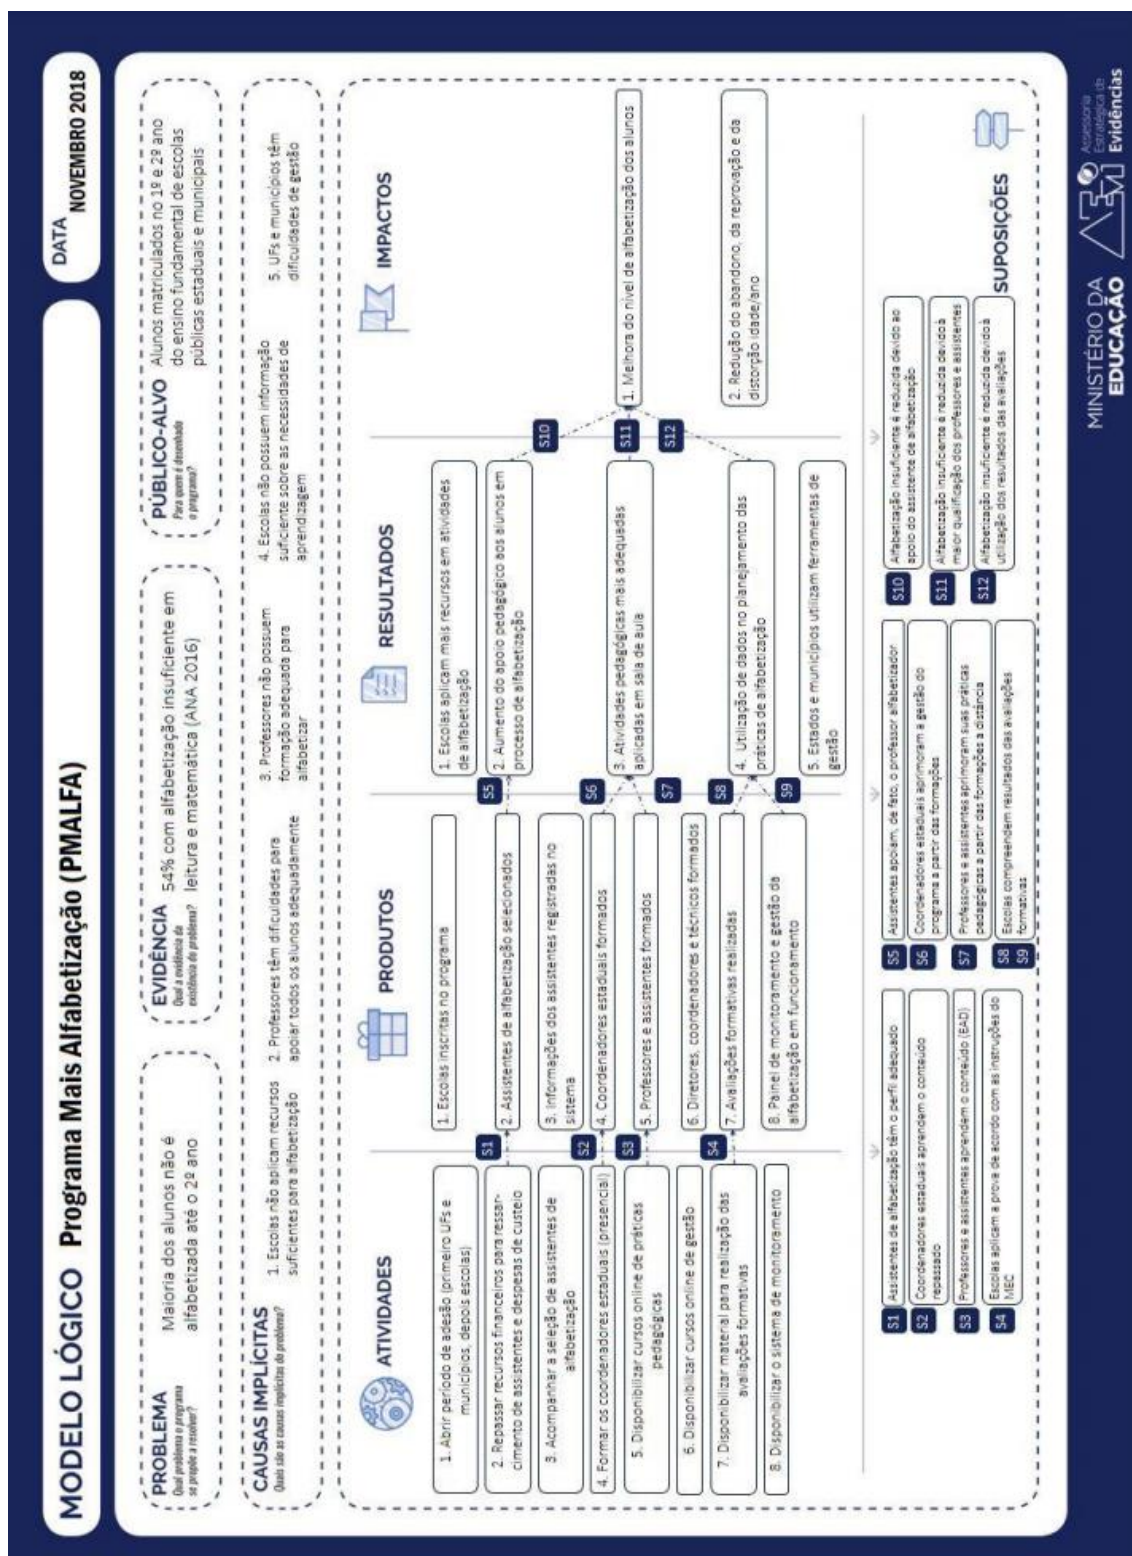 MODELO LÓGICO Programa Mais Alfabetização (PMALFA)
DATA
NOVEMBRO 2018
PROBLEMA
Qual problema o programa
se propõe a resolver?
Maioria dos alunos não é
alfabetizada até o 2º ano
EVIDÊNCIA
Qual a evidência da
existência do problema?
54% com alfabetização insuficiente em
leitura e matemática (ANA 2016)
PÚBLICO-ALVO
Para quem é desenhado
o programa?
Alunos matriculados no 1º e 2º ano
do ensino fundamental de escolas
públicas estaduais e municipais
CAUSAS IMPLÍCITAS
Quais são as causas implícitas do problema?
1. Escolas não aplicam recursos
suficientes para alfabetização
2. Professores têm dificuldades para
apoiar todos os alunos adequadamente
3. Professores não possuem
formação adequada para
alfabetizar
4. Escolas não possuem informação
suficiente sobre as necessidades de
aprendizagem
5. UFs e municípios têm
dificuldades de gestão
ATIVIDADES
1. Abrir período de adesão (primeiro UFs e
municípios, depois escolas)
2. Repassar recursos financeiros para ressar-
cimento de assistentes e despesas de custeio
3. Acompanhar a seleção de assistentes de
alfabetização
4. Formar os coordenadores estaduais (presencial)
5. Disponibilizar cursos online de práticas
pedagógicas
6. Disponibilizar cursos online de gestão
7. Disponibilizar material para realização das
avaliações formativas
8. Disponibilizar o sistema de monitoramento
S1
S2
S3
S4
PRODUTOS
1. Escolas inscritas no programa
2. Assistentes de alfabetização selecionados
3. Informações dos assistentes registradas no
sistema
4. Coordenadores estaduais formados
5. Professores e assistentes formados
6. Diretores, coordenadores e técnicos formados
7. Avaliações formativas realizadas
8. Painel de monitoramento e gestão da
alfabetização em funcionamento
S5
S6
S7
S8
S9
RESULTADOS
1. Escolas aplicam mais recursos em atividades
de alfabetização
2. Aumento do apoio pedagógico aos alunos em
processo de alfabetização
3. Atividades pedagógicas mais adequadas
aplicadas em sala de aula
4. Utilização de dados no planejamento das
práticas de alfabetização
5. Estados e municípios utilizam ferramentas de
gestão
S10
S11
S12
IMPACTOS
1. Melhora do nível de alfabetização dos alunos
2. Redução do abandono, da reprovação e da
distorção idade/ano
S1 Assistentes de alfabetização têm o perfil adequado
S2 Coordenadores estaduais aprendem o conteúdo
repassado
S3 Professores e assistentes aprendem o conteúdo (EAD)
S4 Escolas aplicam a prova de acordo com as instruções do
MEC
S5 Assistentes apoiam, de fato, o professor alfabetizador
S6 Coordenadores estaduais aprimoram a gestão do
programa a partir das formações
S7 Professores e assistentes aprimoram suas práticas
pedagógicas a partir das formações a distância
S8 Escolas compreendem resultados das avaliações
S9 formativas
S10 Alfabetização insuficiente é reduzida devido ao
apoio do assistente de alfabetização
S11 Alfabetização insuficiente é reduzida devido à
maior qualificação dos professores e assistentes
S12 Alfabetização insuficiente é reduzida devido à
utilização dos resultados das avaliações
SUPOSIÇÕES
MINISTÉRIO DA
EDUCAÇÃO
Assessoria
Estratégica de
Evidências